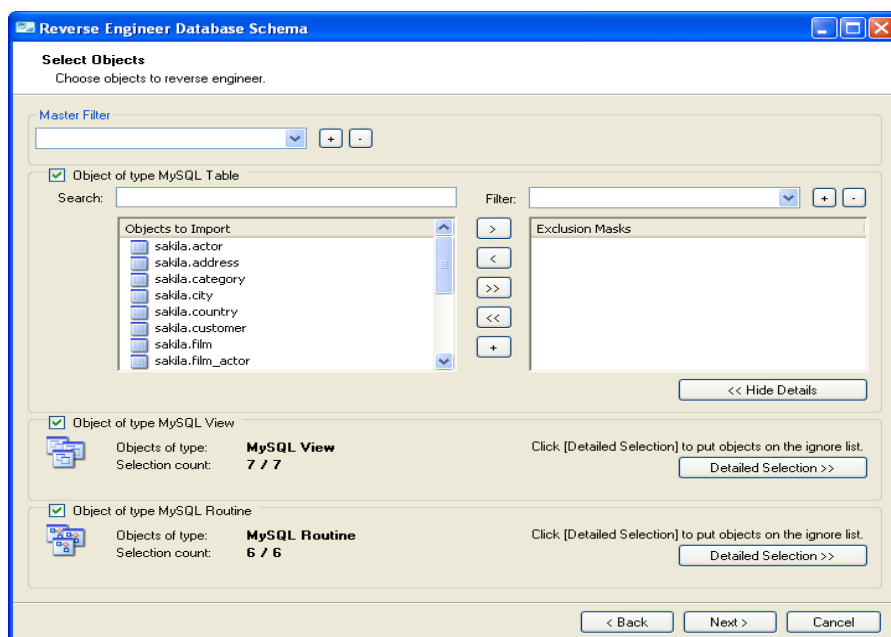 Reverse Engineer Database Schema
Select Objects
Choose objects to reverse engineer.
Master Filter
+ -
Object of type MySQL Table
Search: Filter: + -
Objects to Import > Exclusion Masks
sakila.actor
sakila.address <
sakila.category
sakila.city >>
sakila.country
sakila.customer <<
sakila.film
sakila.film_actor +
<< Hide Details
Object of type MySQL View
Objects of type: MySQL View Click [Detailed Selection] to put objects on the ignore list.
Selection count: 7 / 7 Detailed Selection >>
Object of type MySQL Routine
Objects of type: MySQL Routine Click [Detailed Selection] to put objects on the ignore list.
Selection count: 6 / 6 Detailed Selection >>
< Back Next > Cancel